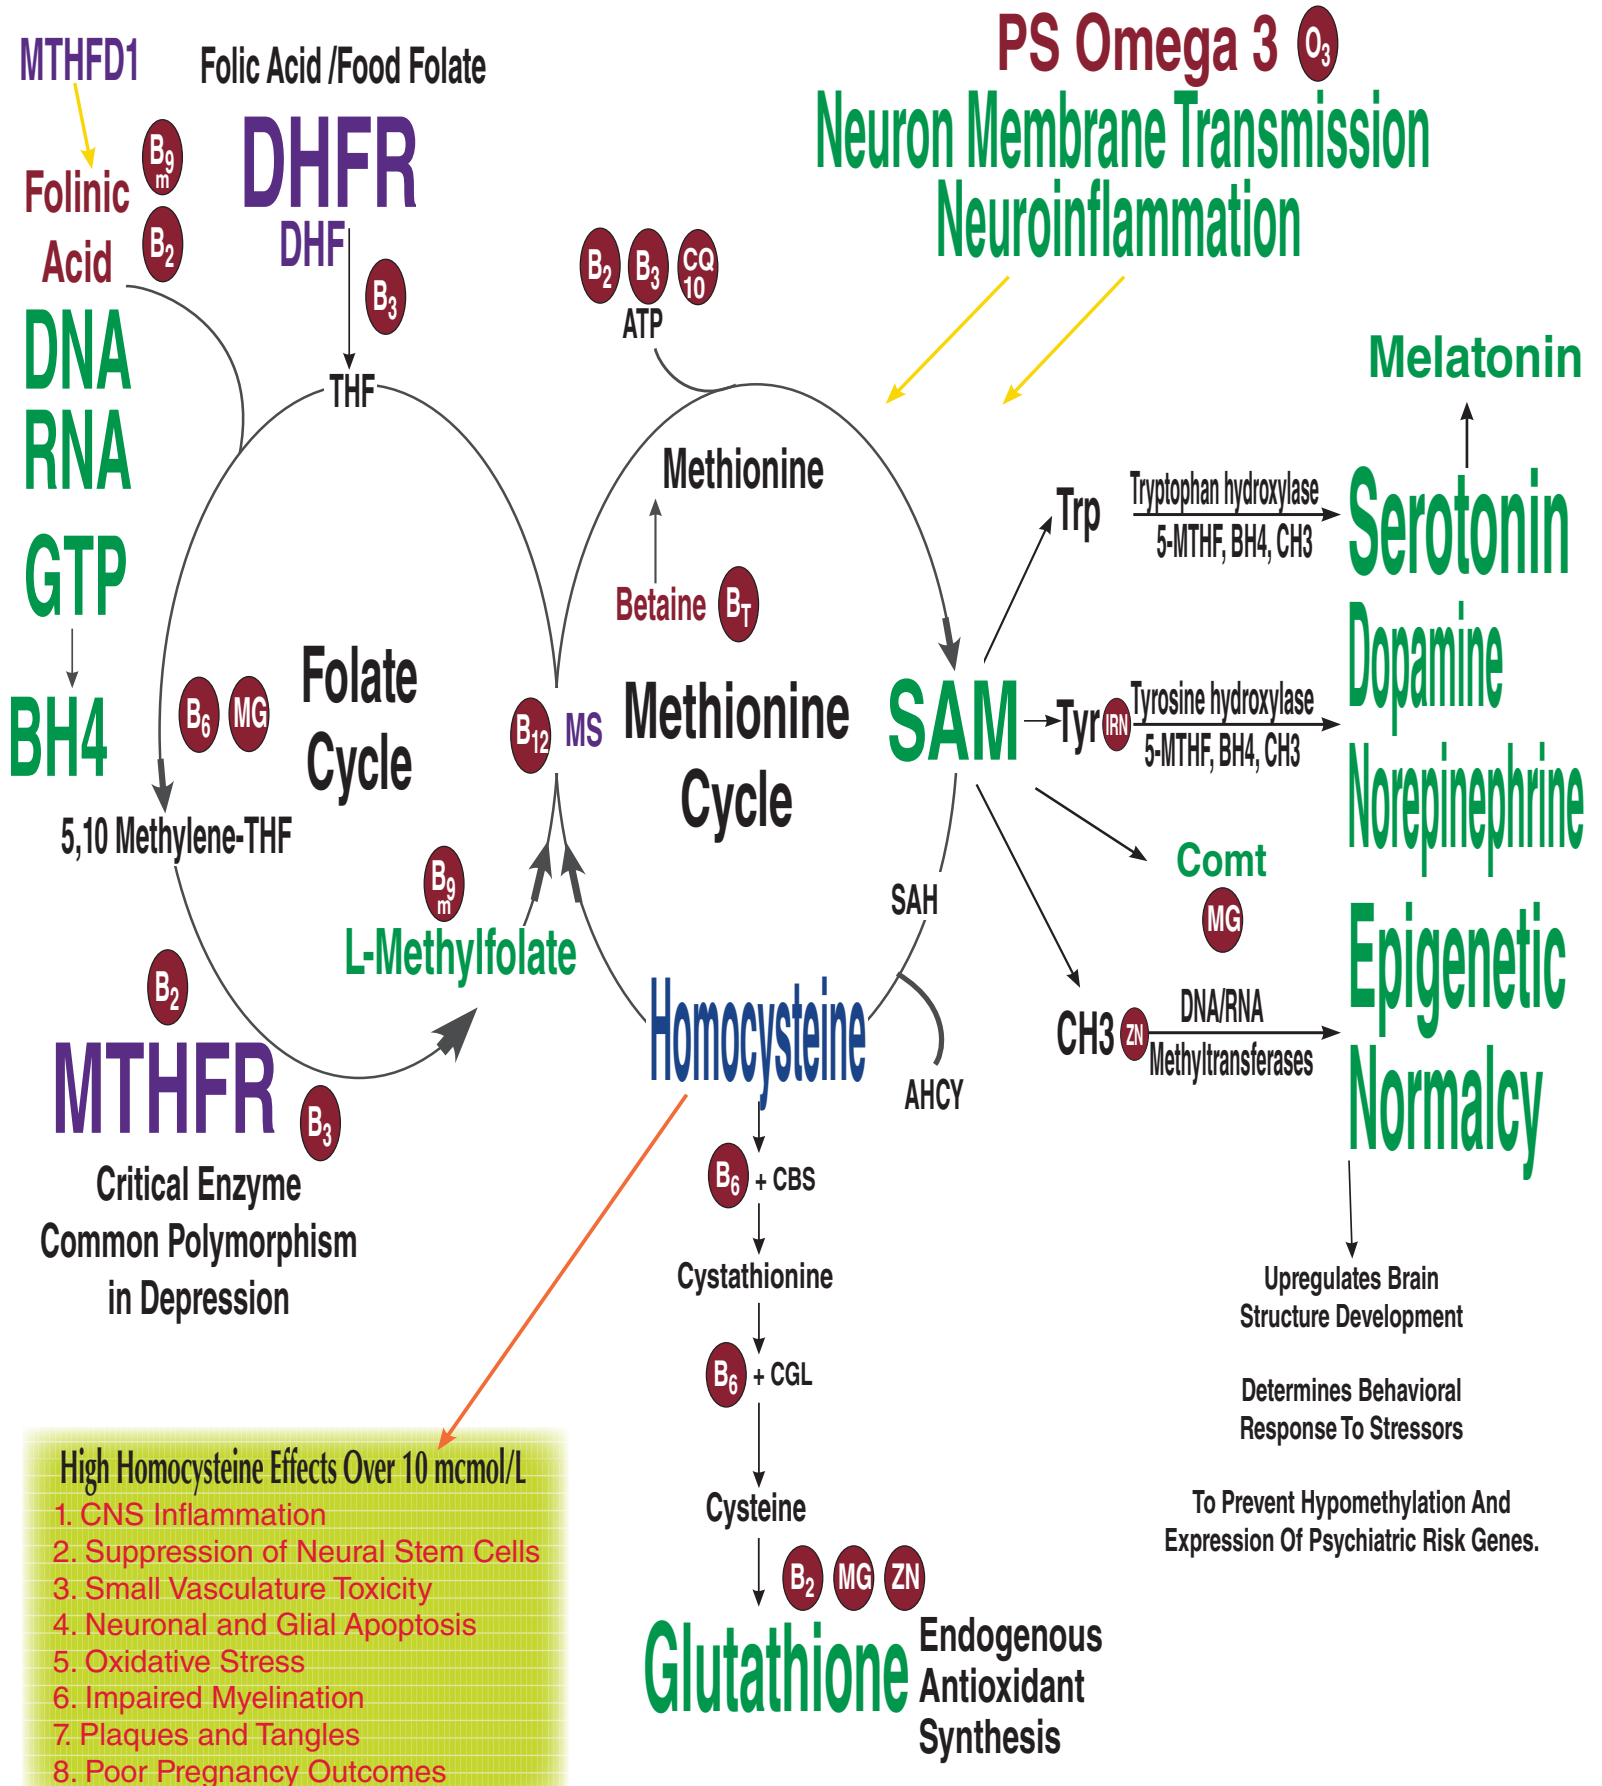 MTHFD1
Folic Acid /Food Folate
PS Omega 3 O3
Neuron Membrane Transmission
Neuroinflammation
DHFR
DHF
B9
m
Folinic
Acid
B2
B3
DNA
RNA
GTP
BH4
THF
B2 B3 CQ
10
ATP
Methionine
Betaine BT
Folate
Cycle
B6 MG
B12 MS
Methionine
Cycle
SAM
Melatonin
Trp
Tryptophan hydroxylase
5-MTHF, BH4, CH3
Serotonin
Tyr IRN
Tyrosine hydroxylase
5-MTHF, BH4, CH3
Dopamine
Norepinephrine
Comt
MG
CH3 ZN
DNA/RNA
Methyltransferases
Epigenetic
Normalcy
5,10 Methylene-THF
B9
m
L-Methylfolate
B2
MTHFR
B3
Critical Enzyme
Common Polymorphism
in Depression
SAH
Homocysteine
AHCY
B6 + CBS
Cystathionine
B6 + CGL
Cysteine
B2 MG ZN
Glutathione
Endogenous
Antioxidant
Synthesis
Upregulates Brain
Structure Development
Determines Behavioral
Response To Stressors
To Prevent Hypomethylation And
Expression Of Psychiatric Risk Genes.
High Homocysteine Effects Over 10 mcmol/L
1. CNS Inflammation
2. Suppression of Neural Stem Cells
3. Small Vasculature Toxicity
4. Neuronal and Glial Apoptosis
5. Oxidative Stress
6. Impaired Myelination
7. Plaques and Tangles
8. Poor Pregnancy Outcomes